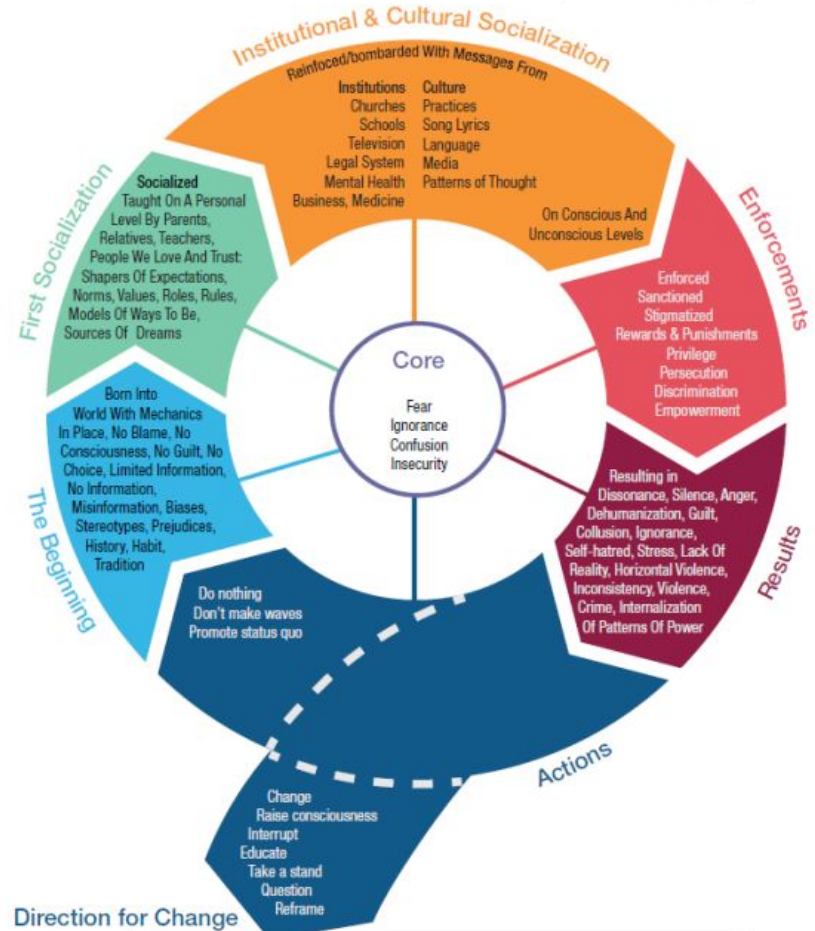 Institutional & Cultural Socialization
Reinfoced/bombarded With Messages From
Institutions
Churches
Schools
Television
Legal System
Mental Health
Business, Medicine
Culture
Practices
Song Lyrics
Language
Media
Patterns of Thought
On Conscious And
Unconscious Levels
Enforcements
Enforced
Sanctioned
Stigmatized
Rewards & Punishments
Privilege
Persecution
Discrimination
Empowerment
Results
Resulting in
Dissonance, Silence, Anger,
Dehumanization, Guilt,
Collusion, Ignorance,
Self-hatred, Stress, Lack Of
Reality, Horizontal Violence,
Inconsistency, Violence,
Crime, Internalization
Of Patterns Of Power
First Socialization
Socialized
Taught On A Personal
Level By Parents,
Relatives, Teachers,
People We Love And Trust:
Shapers Of Expectations,
Norms, Values, Roles, Rules,
Models Of Ways To Be,
Sources Of Dreams
The Beginning
Born Into
World With Mechanics
In Place, No Blame, No
Consciousness, No Guilt, No
Choice, Limited Information,
No Information,
Misinformation, Biases,
Stereotypes, Prejudices,
History, Habit,
Tradition
Core
Fear
Ignorance
Confusion
Insecurity
Actions
Do nothing
Don't make waves
Promote status quo
Change
Raise consciousness
Interrupt
Educate
Take a stand
Question
Reframe
Direction for Change